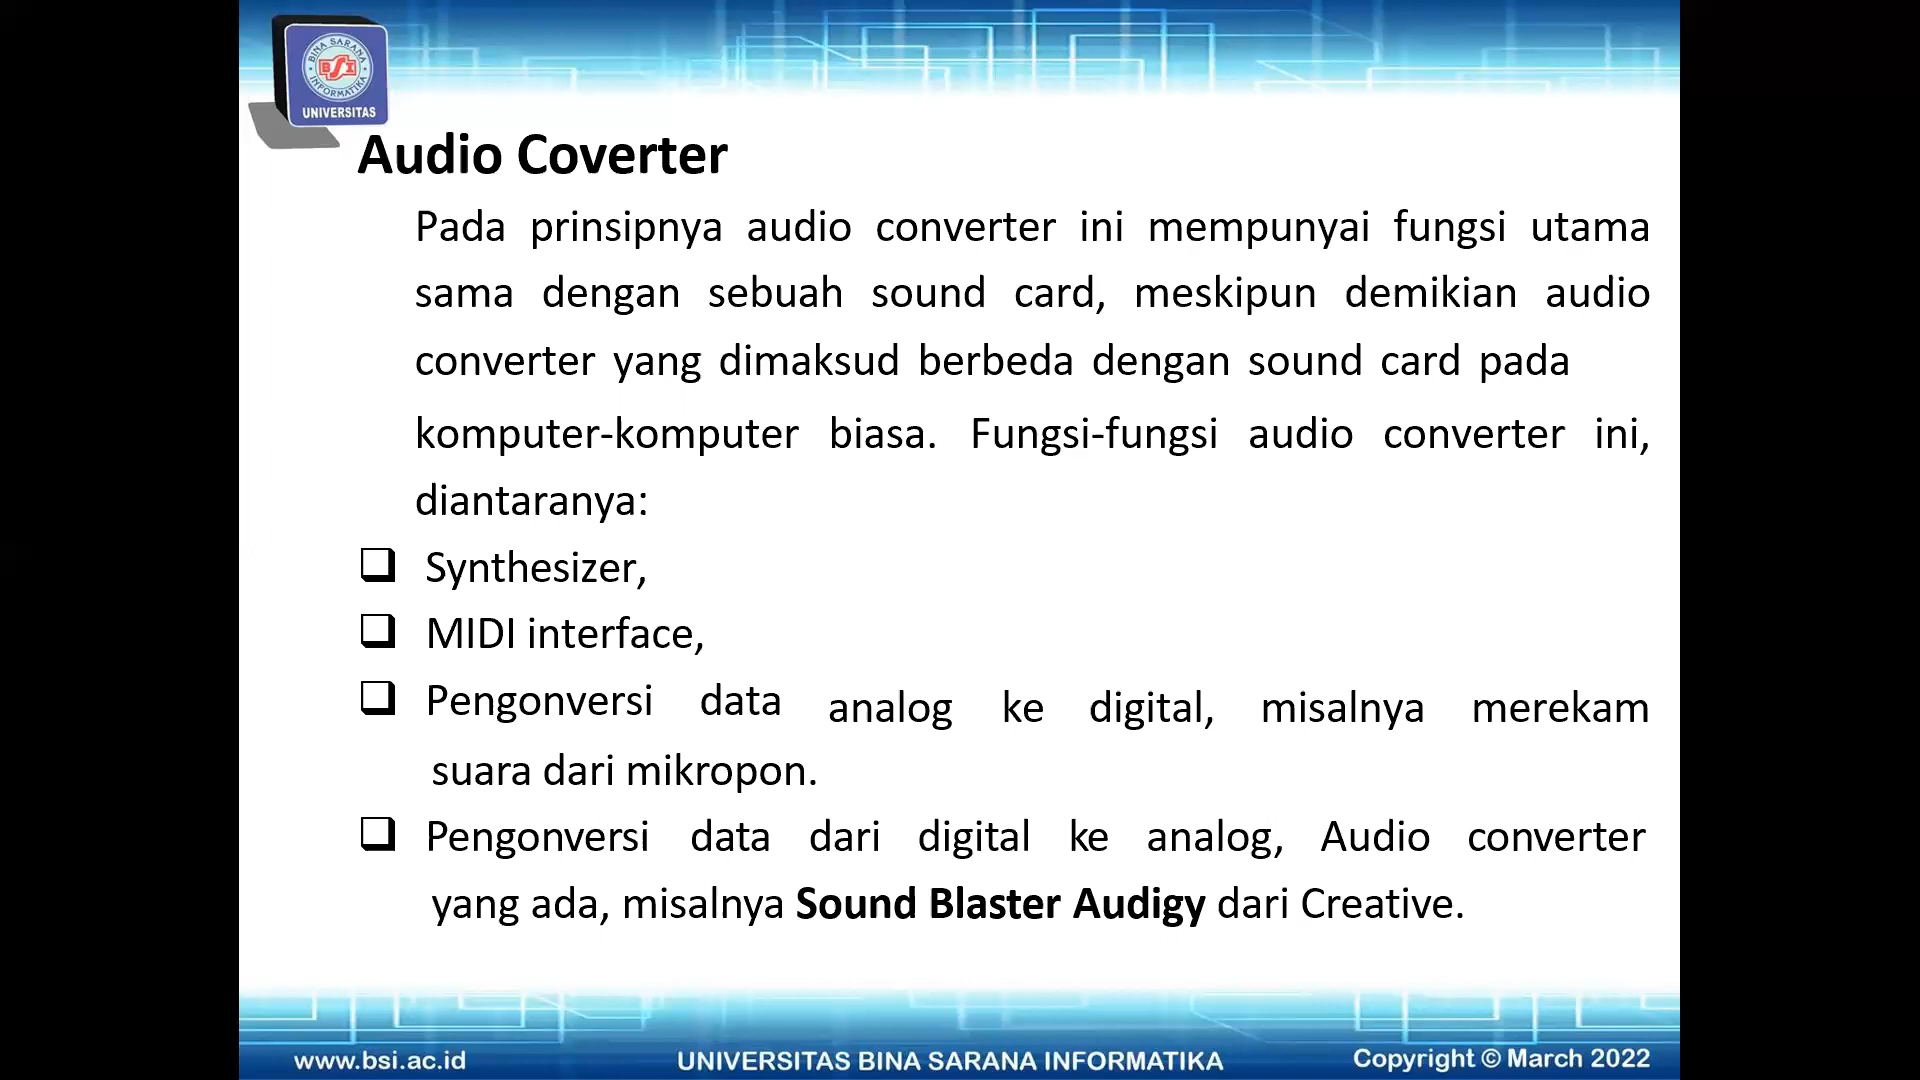 BINA SARANA
BSI
INFORMATIKA
UNIVERSITAS
Audio Coverter
Pada prinsipnya audio converter ini mempunyai fungsi utama
sama dengan sebuah sound card, meskipun demikian audio
converter yang dimaksud berbeda dengan sound card pada
komputer-komputer biasa. Fungsi-fungsi audio converter ini,
diantaranya:
❑ Synthesizer,
❑ MIDI interface,
❑ Pengonversi data analog ke digital, misalnya merekam
suara dari mikropon.
❑ Pengonversi data dari digital ke analog, Audio converter
yang ada, misalnya Sound Blaster Audigy dari Creative.
www.bsi.ac.id UNIVERSITAS BINA SARANA INFORMATIKA Copyright © March 2022